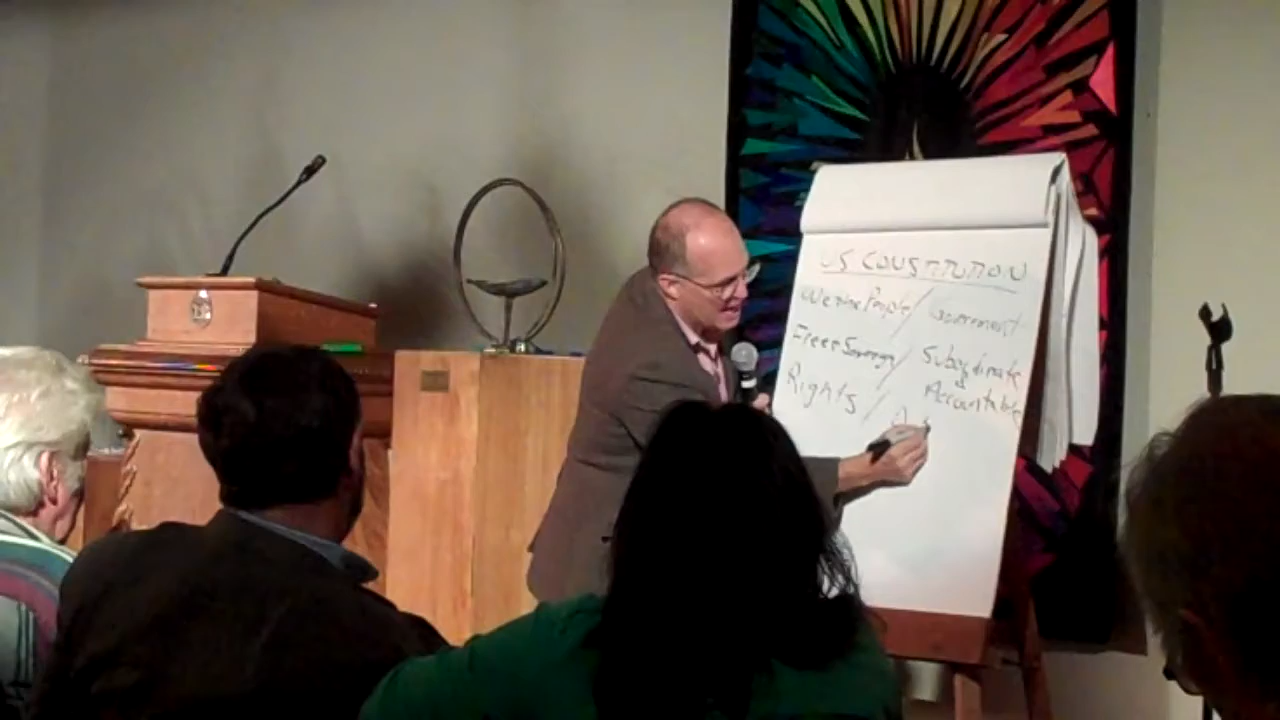 US CONSTITUTION
We the People / Government
Free & Sovereign / Subordinate
& Accountable
Rights /